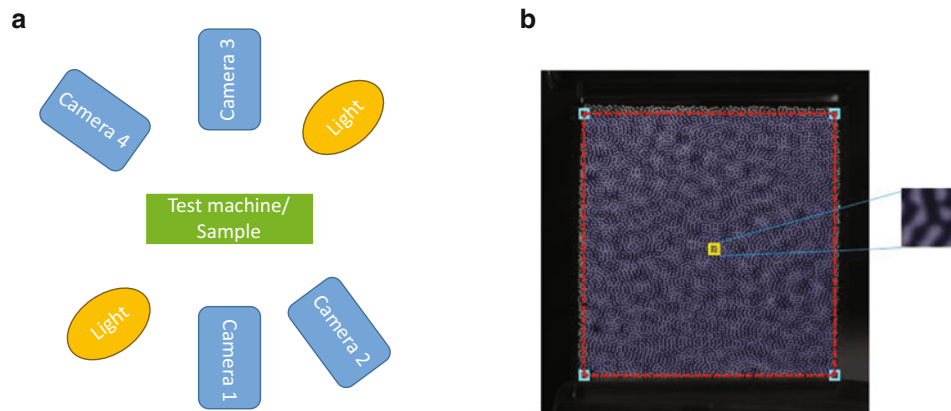 a
b
Camera 3
Camera 4
Light
Test machine/
Sample
Light
Camera 1
Camera 2